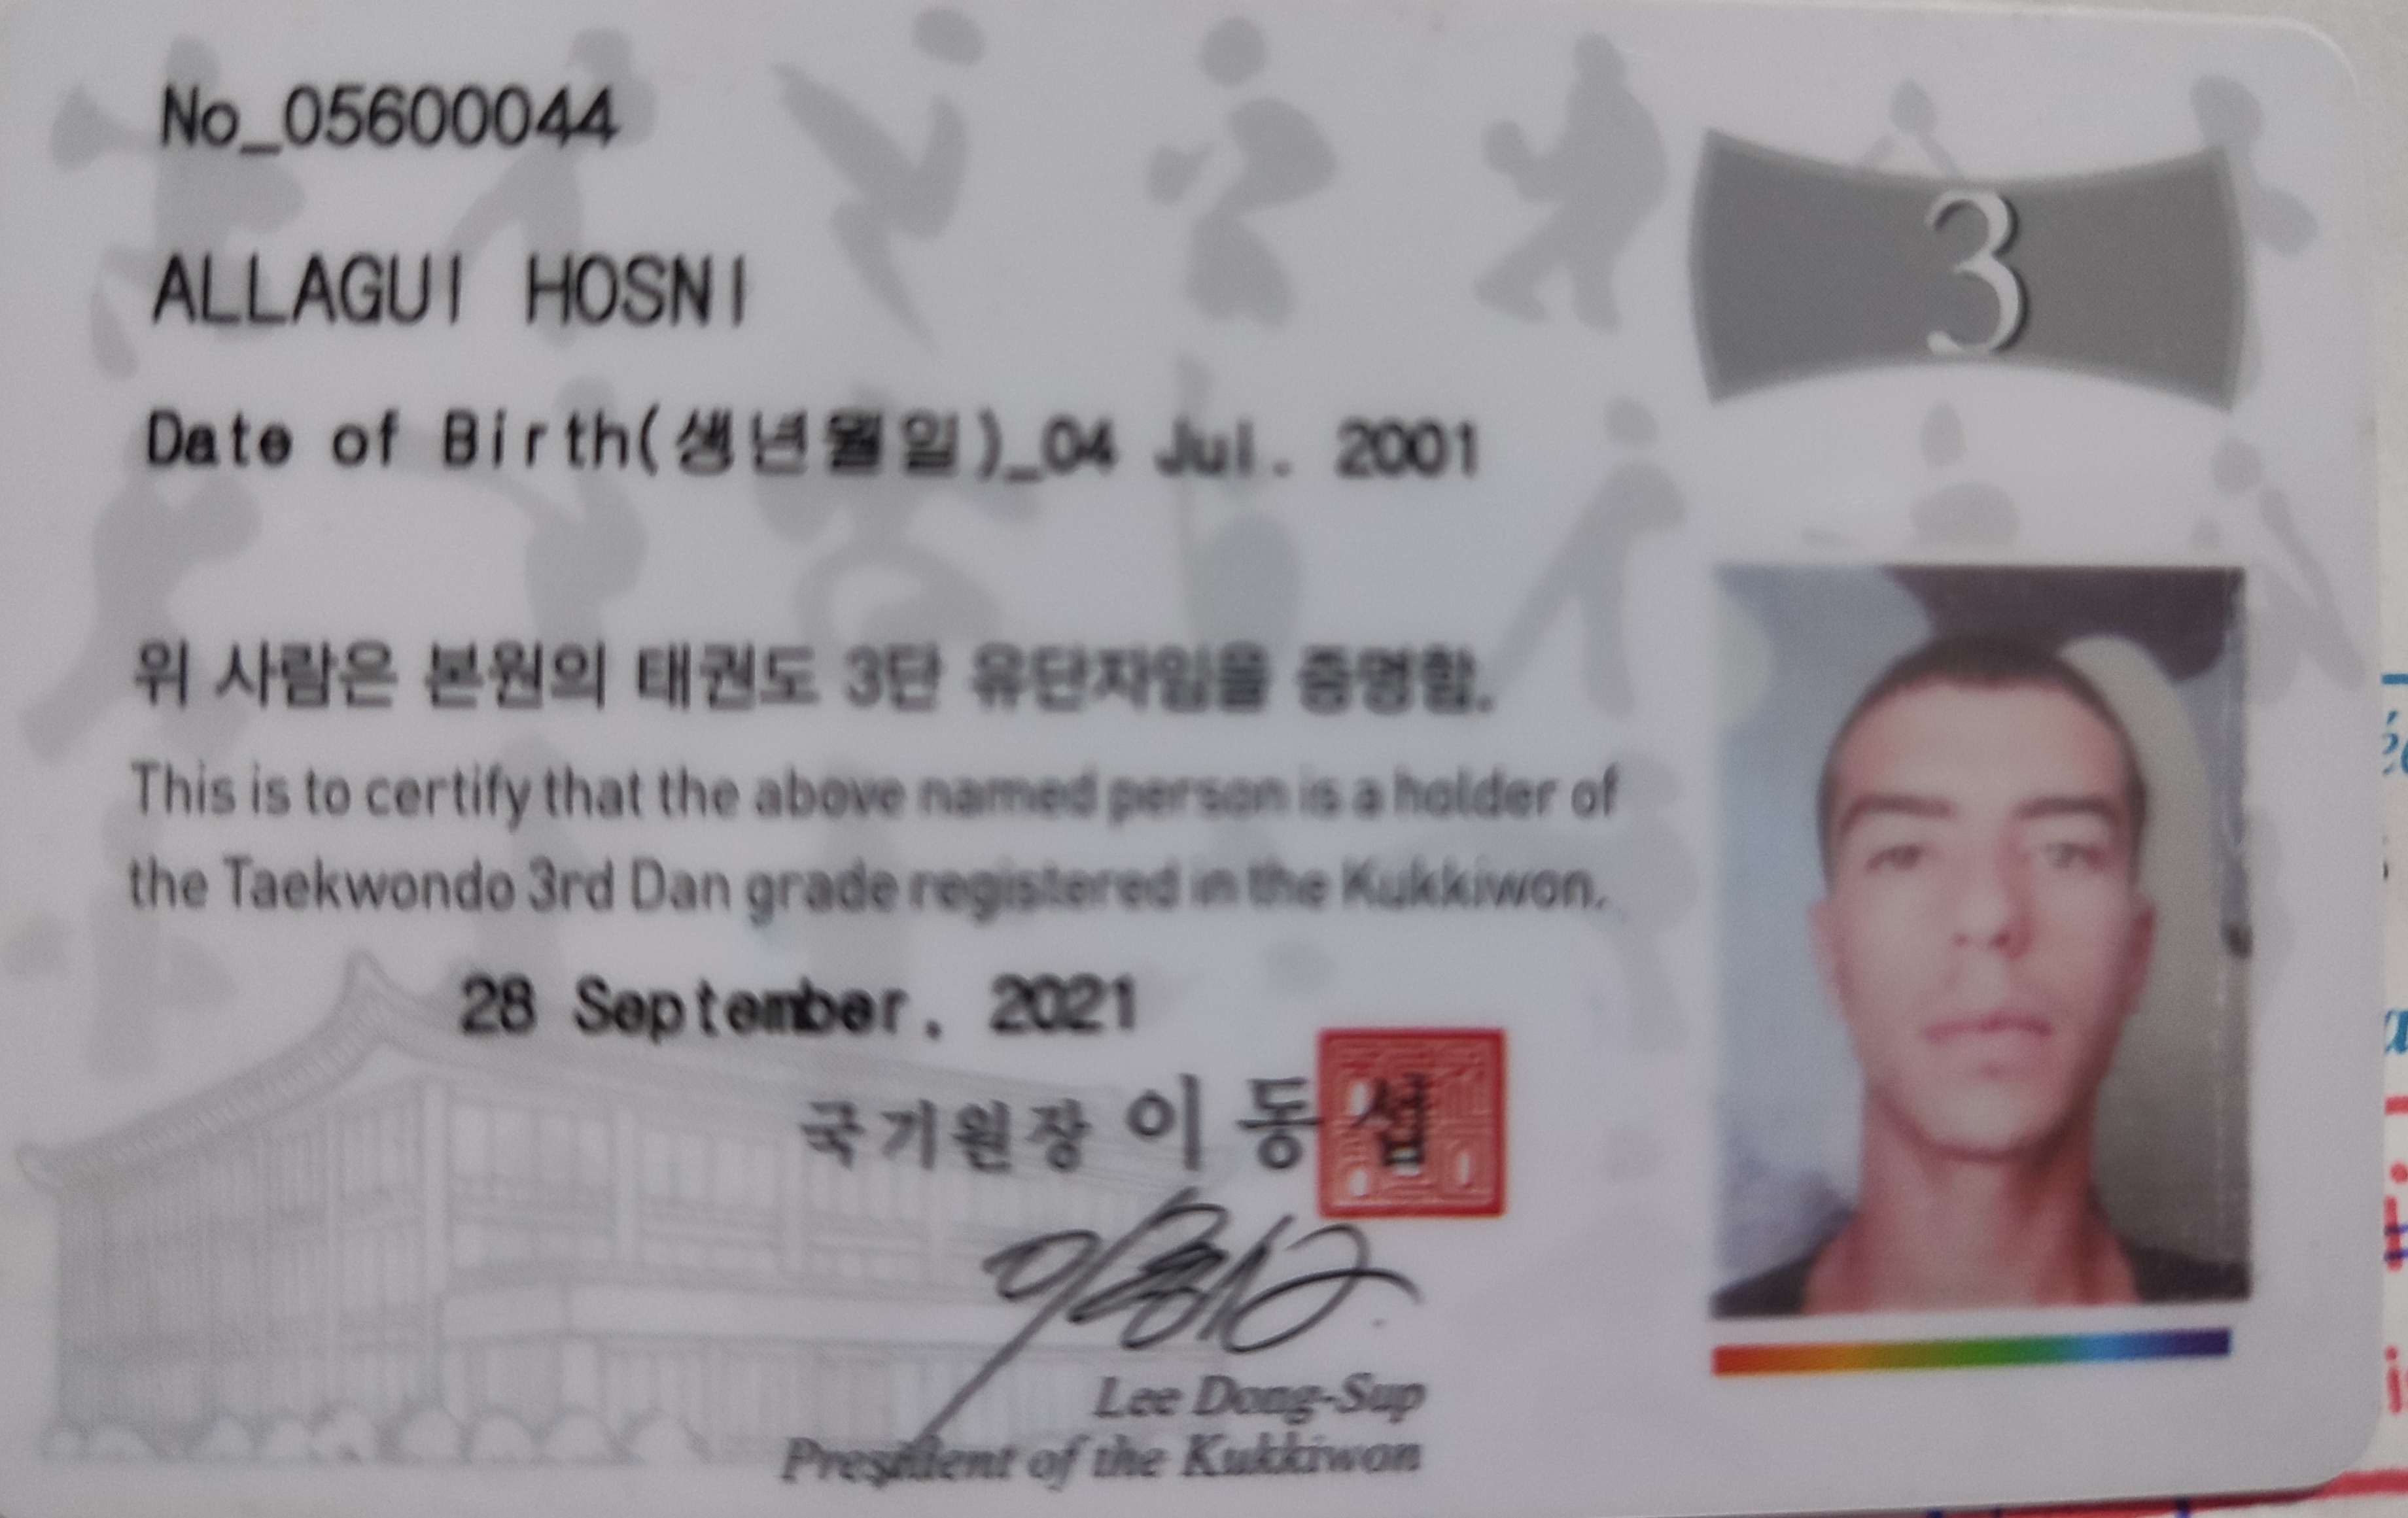 No_05600044
3
ALLAGUI HOSNI
Date of Birth(생년월일)_04 Jul. 2001
위 사람은 본원의 태권도 3단 유단자임을 증명함.
This is to certify that the above named person is a holder of
the Taekwondo 3rd Dan grade registered in the Kukkiwon.
28 September, 2021
국기원장 이동섭
Lee Dong-Sup
President of the Kukkiwon